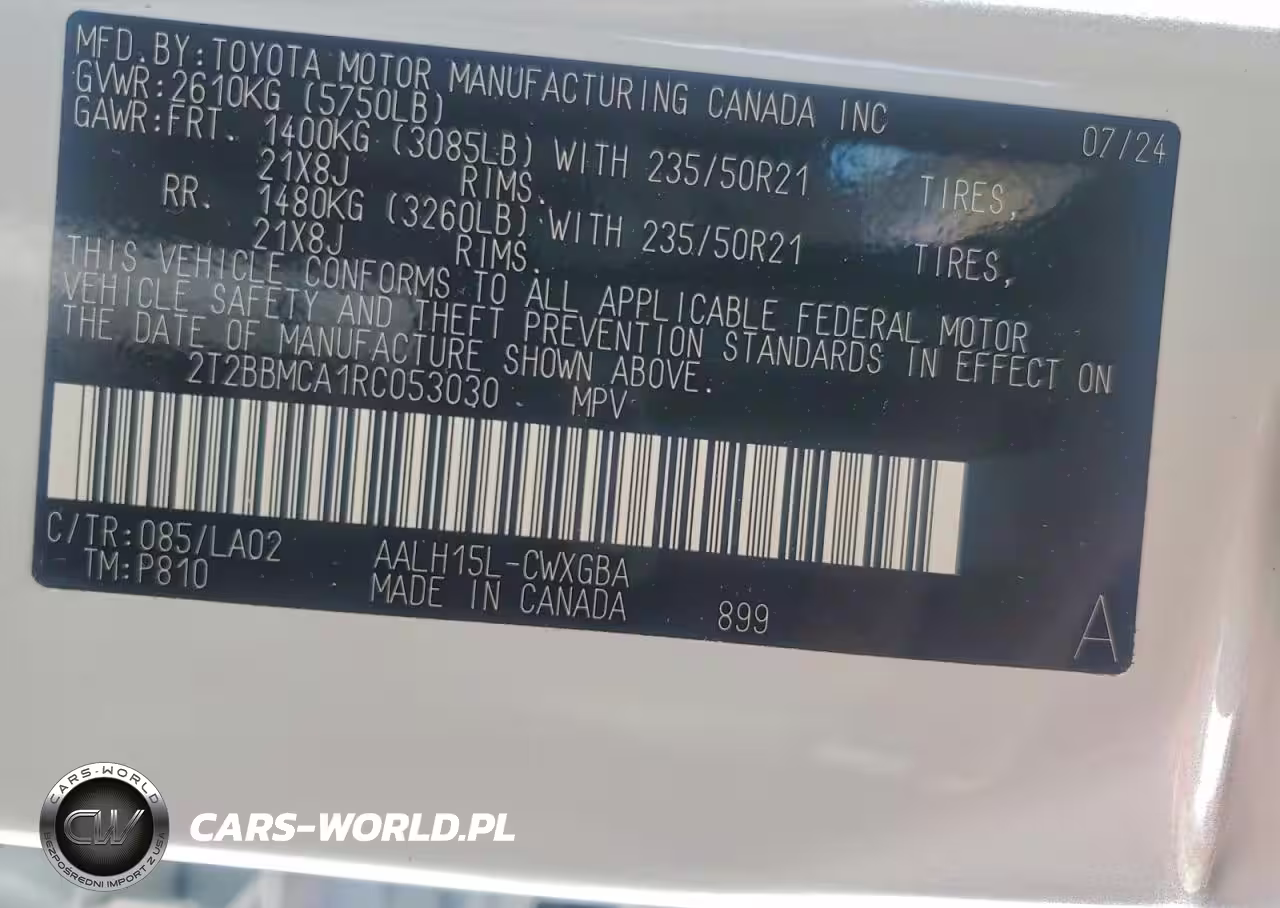 MFD.BY:TOYOTA MOTOR MANUFACTURING CANADA INC 07/24
GVWR:2610KG (5750LB)
GAWR:FRT. 1400KG (3085LB) WITH 235/50R21 TIRES,
21X8J RIMS.
RR. 1480KG (3260LB) WITH 235/50R21 TIRES,
21X8J RIMS.
THIS VEHICLE CONFORMS TO ALL APPLICABLE FEDERAL MOTOR
VEHICLE SAFETY AND THEFT PREVENTION STANDARDS IN EFFECT ON
THE DATE OF MANUFACTURE SHOWN ABOVE.
2T2BBMCA1RC053030 MPV
C/TR:085/LA02 AALH15L-CWXGBA
TM:P810 MADE IN CANADA 899 A
CARS-WORLD
CW
BEZPOŚREDNI IMPORT Z USA
CARS-WORLD.PL